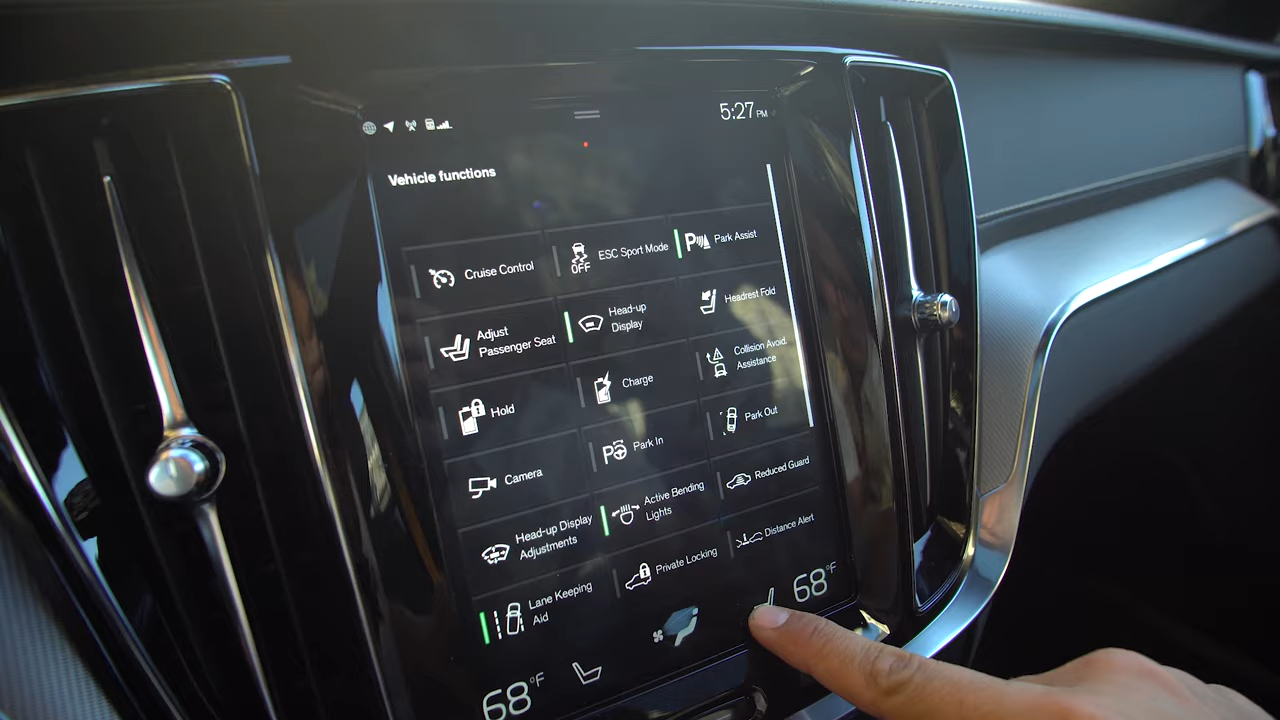 5:27 PM
Vehicle functions
Cruise Control
OFF
ESC Sport Mode
P
Park Assist
Adjust
Passenger Seat
Head-up
Display
Headrest Fold
Hold
Charge
Collision Avoid.
Assistance
Camera
P
Park In
Park Out
Head-up Display
Adjustments
Active Bending
Lights
Reduced Guard
Lane Keeping
Aid
Private Locking
Distance Alert
68°F
68°F